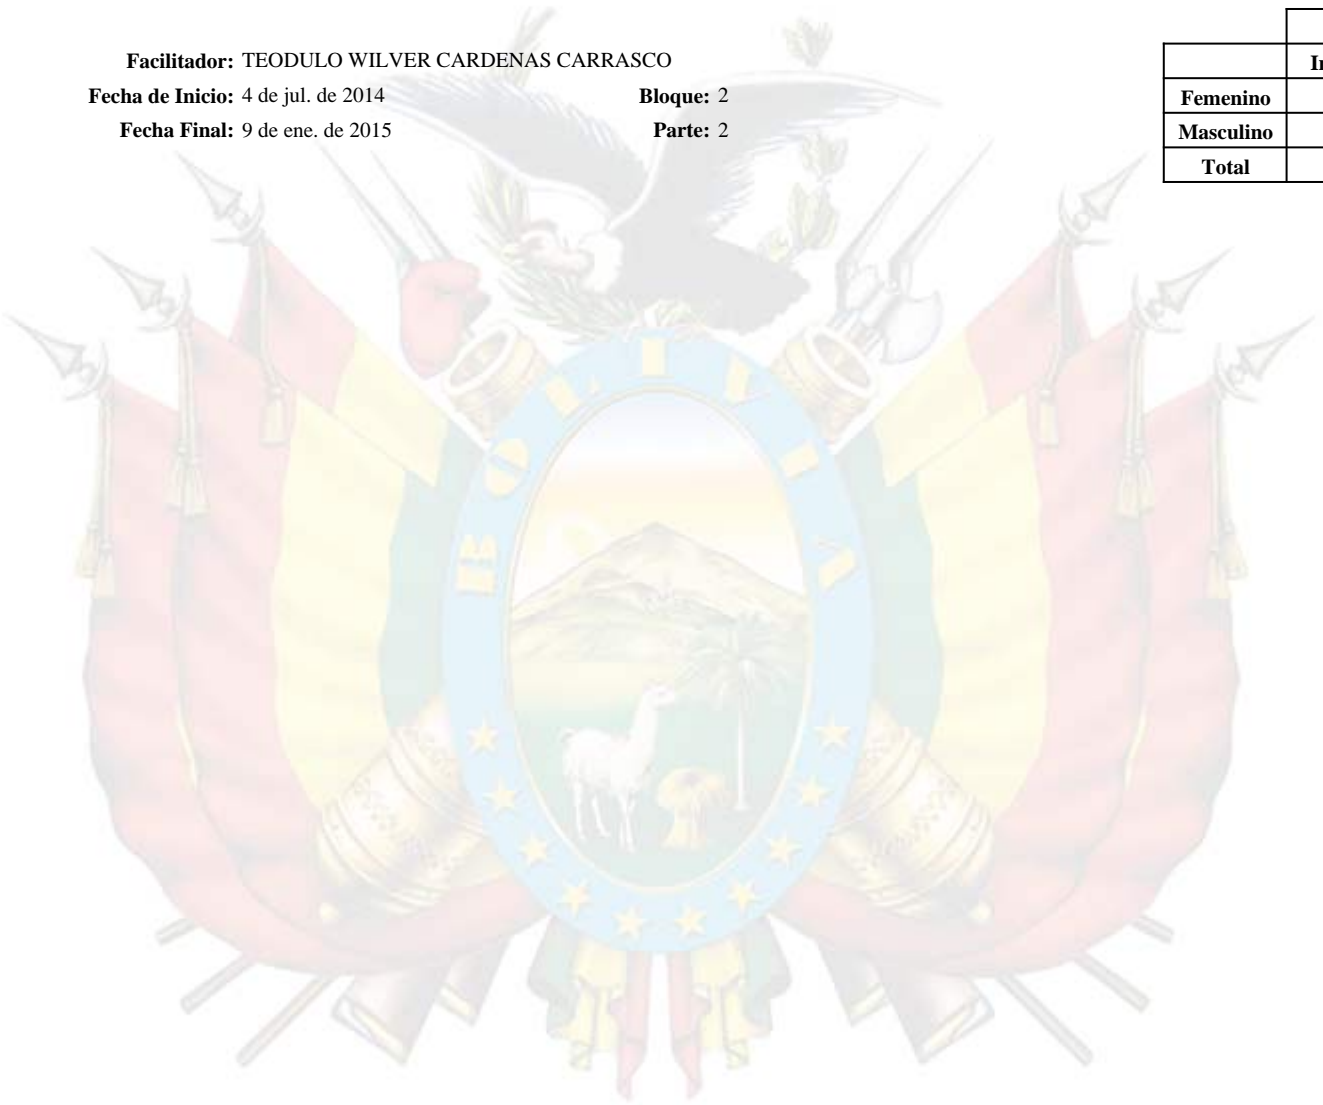 Facilitador: TEODULO WILVER CARDENAS CARRASCO
Fecha de Inicio: 4 de jul. de 2014 Bloque: 2
Fecha Final: 9 de ene. de 2015 Parte: 2
Femenino
Masculino
Total
BOLIVIA